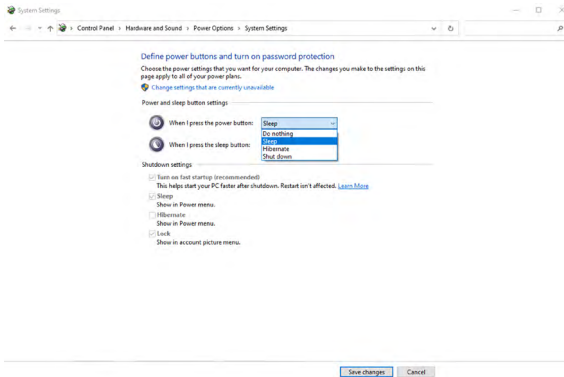 System Settings
Control Panel › Hardware and Sound › Power Options › System Settings
Define power buttons and turn on password protection
Choose the power settings that you want for your computer. The changes you make to the settings on this
page apply to all of your power plans.
Change settings that are currently unavailable
Power and sleep button settings
When I press the power button: Sleep
Do nothing
Sleep
When I press the sleep button: Hibernate
Shut down
Shutdown settings
Turn on fast startup (recommended)
This helps start your PC faster after shutdown. Restart isn't affected. Learn More
Sleep
Show in Power menu.
Hibernate
Show in Power menu.
Lock
Show in account picture menu.
Save changes Cancel